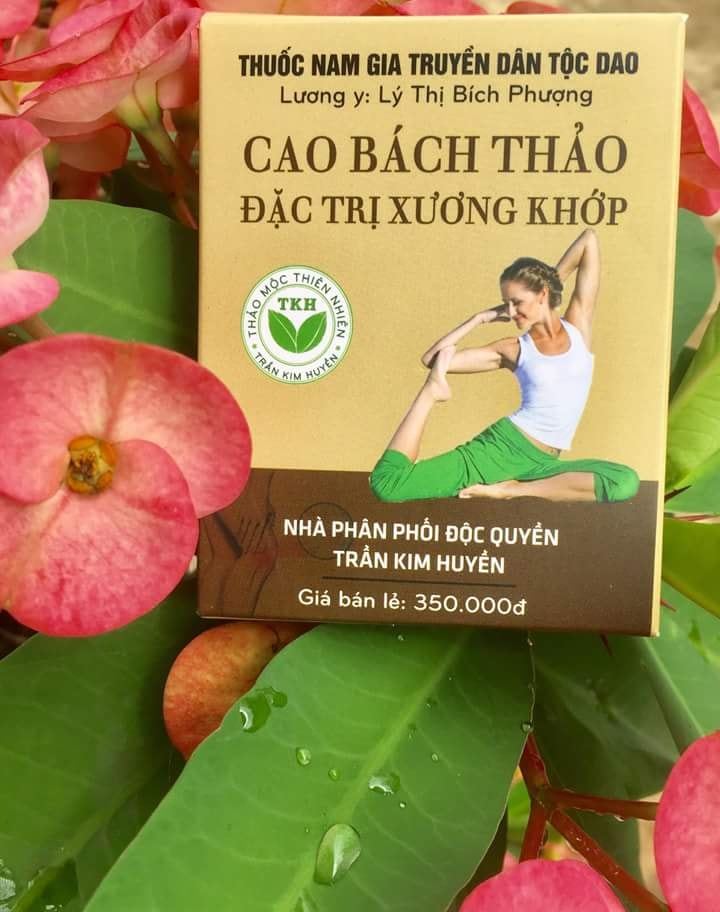 THUỐC NAM GIA TRUYỀN DÂN TỘC DAO
Lương y: Lý Thị Bích Phượng
CAO BÁCH THẢO
ĐẶC TRỊ XƯƠNG KHỚP
THẢO MỘC THIÊN NHIÊN
TKH
TRẦN KIM HUYỀN
NHÀ PHÂN PHỐI ĐỘC QUYỀN
TRẦN KIM HUYỀN
Giá bán lẻ: 350.000đ